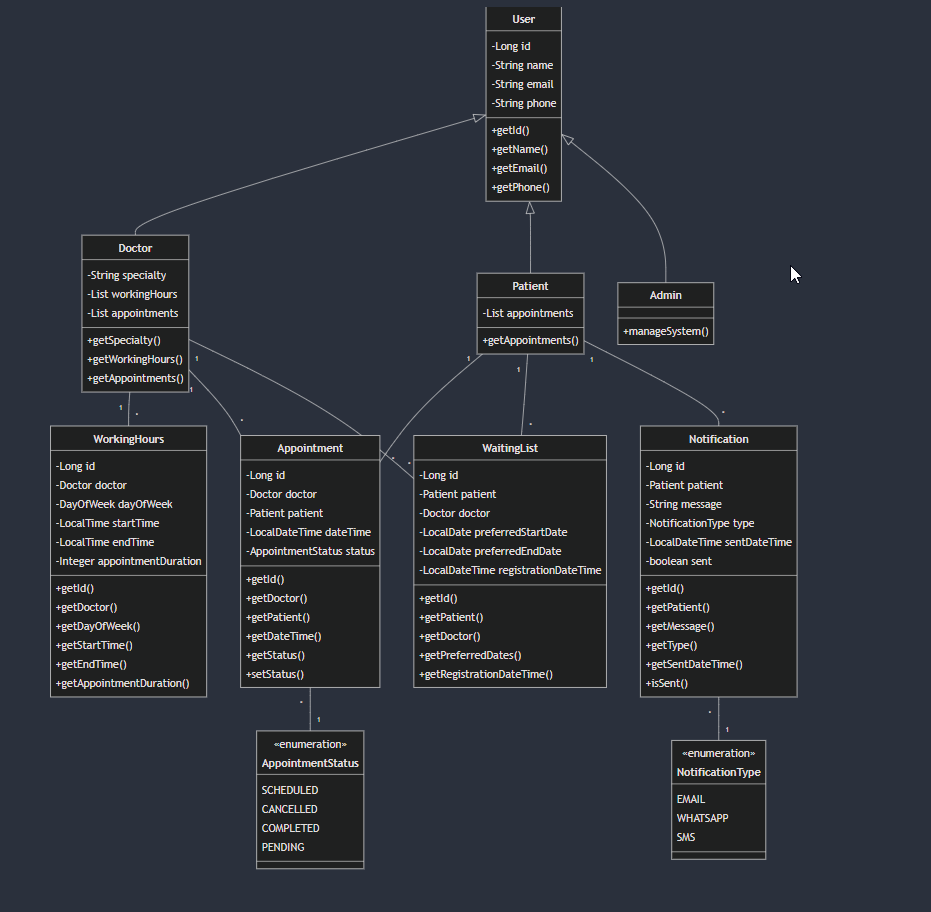 User
-Long id
-String name
-String email
-String phone
+getId()
+getName()
+getEmail()
+getPhone()
Doctor
-String specialty
-List workingHours
-List appointments
+getSpecialty()
+getWorkingHours()
+getAppointments()
Patient
-List appointments
+getAppointments()
Admin
+manageSystem()
1
1
1
1
1
1
*
*
*
*
*
*
WorkingHours
-Long id
-Doctor doctor
-DayOfWeek dayOfWeek
-LocalTime startTime
-LocalTime endTime
-Integer appointmentDuration
+getId()
+getDoctor()
+getDayOfWeek()
+getStartTime()
+getEndTime()
+getAppointmentDuration()
Appointment
-Long id
-Doctor doctor
-Patient patient
-LocalDateTime dateTime
-AppointmentStatus status
+getId()
+getDoctor()
+getPatient()
+getDateTime()
+getStatus()
+setStatus()
WaitingList
-Long id
-Patient patient
-Doctor doctor
-LocalDate preferredStartDate
-LocalDate preferredEndDate
-LocalDateTime registrationDateTime
+getId()
+getPatient()
+getDoctor()
+getPreferredDates()
+getRegistrationDateTime()
Notification
-Long id
-Patient patient
-String message
-NotificationType type
-LocalDateTime sentDateTime
-boolean sent
+getId()
+getPatient()
+getMessage()
+getType()
+getSentDateTime()
+isSent()
*
1
*
1
«enumeration»
AppointmentStatus
SCHEDULED
CANCELLED
COMPLETED
PENDING
«enumeration»
NotificationType
EMAIL
WHATSAPP
SMS